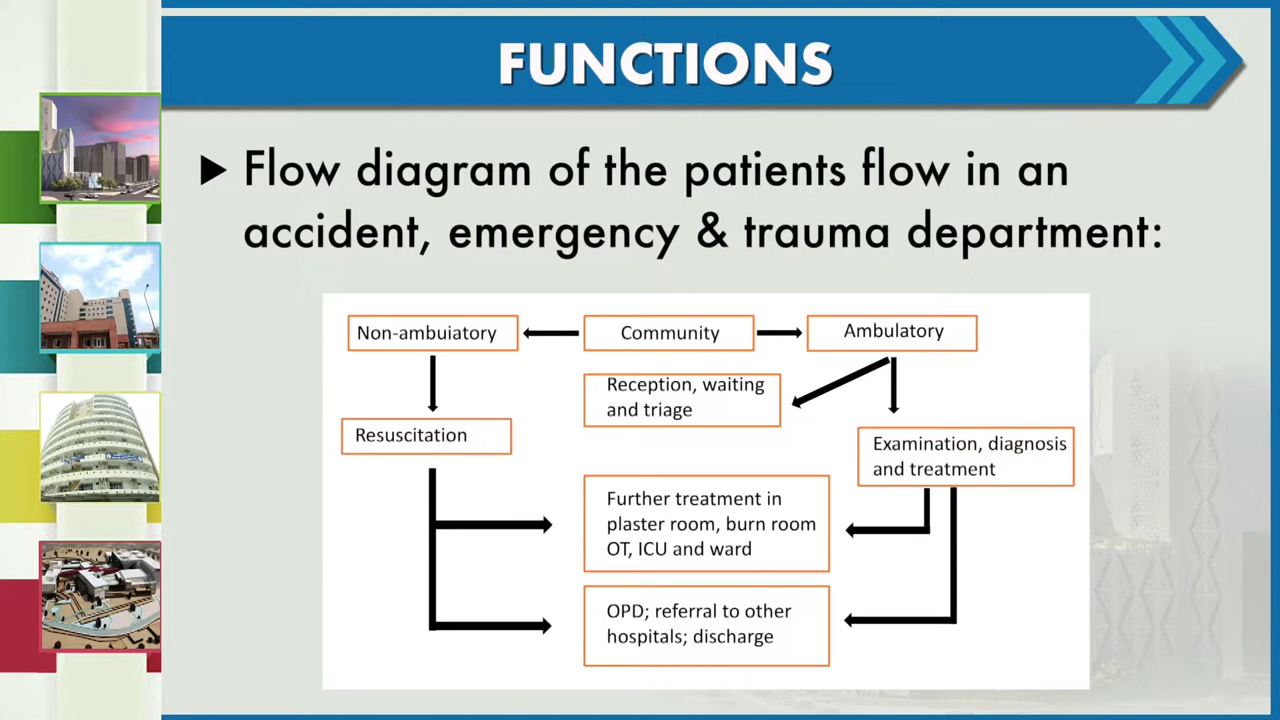 FUNCTIONS
Flow diagram of the patients flow in an
accident, emergency & trauma department:
Non-ambuiatory
Community
Ambulatory
Reception, waiting
and triage
Resuscitation
Examination, diagnosis
and treatment
Further treatment in
plaster room, burn room
OT, ICU and ward
OPD; referral to other
hospitals; discharge